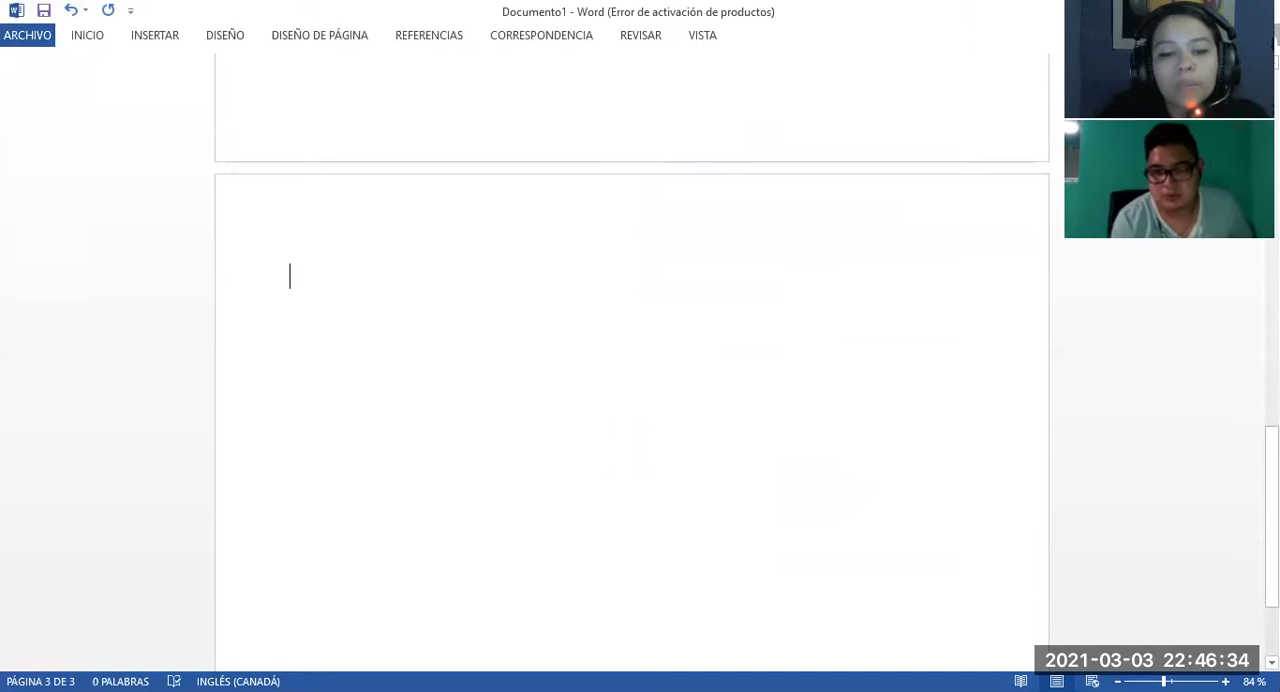 Documento1 - Word (Error de activación de productos)
ARCHIVO INICIO INSERTAR DISEÑO DISEÑO DE PÁGINA REFERENCIAS CORRESPONDENCIA REVISAR VISTA
2021-03-03 22:46:34
PÁGINA 3 DE 3 0 PALABRAS INGLÉS (CANADÁ) 84 %